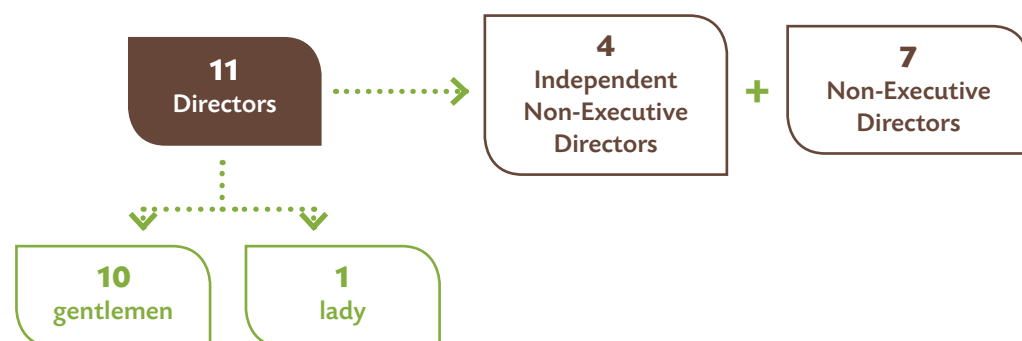 11
Directors
4
Independent
Non-Executive
Directors
+
7
Non-Executive
Directors
10
gentlemen
1
lady